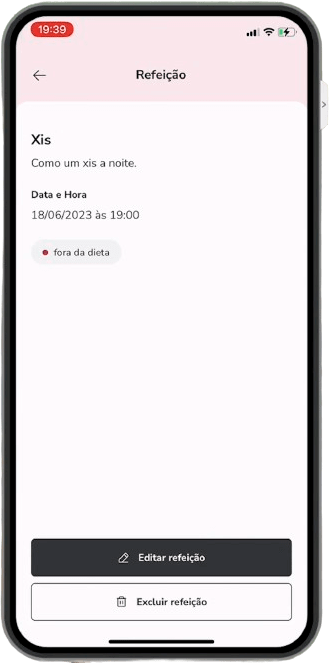 19:39
Refeição
Xis
Como um xis a noite.
Data e Hora
18/06/2023 às 19:00
fora da dieta
Editar refeição
Excluir refeição